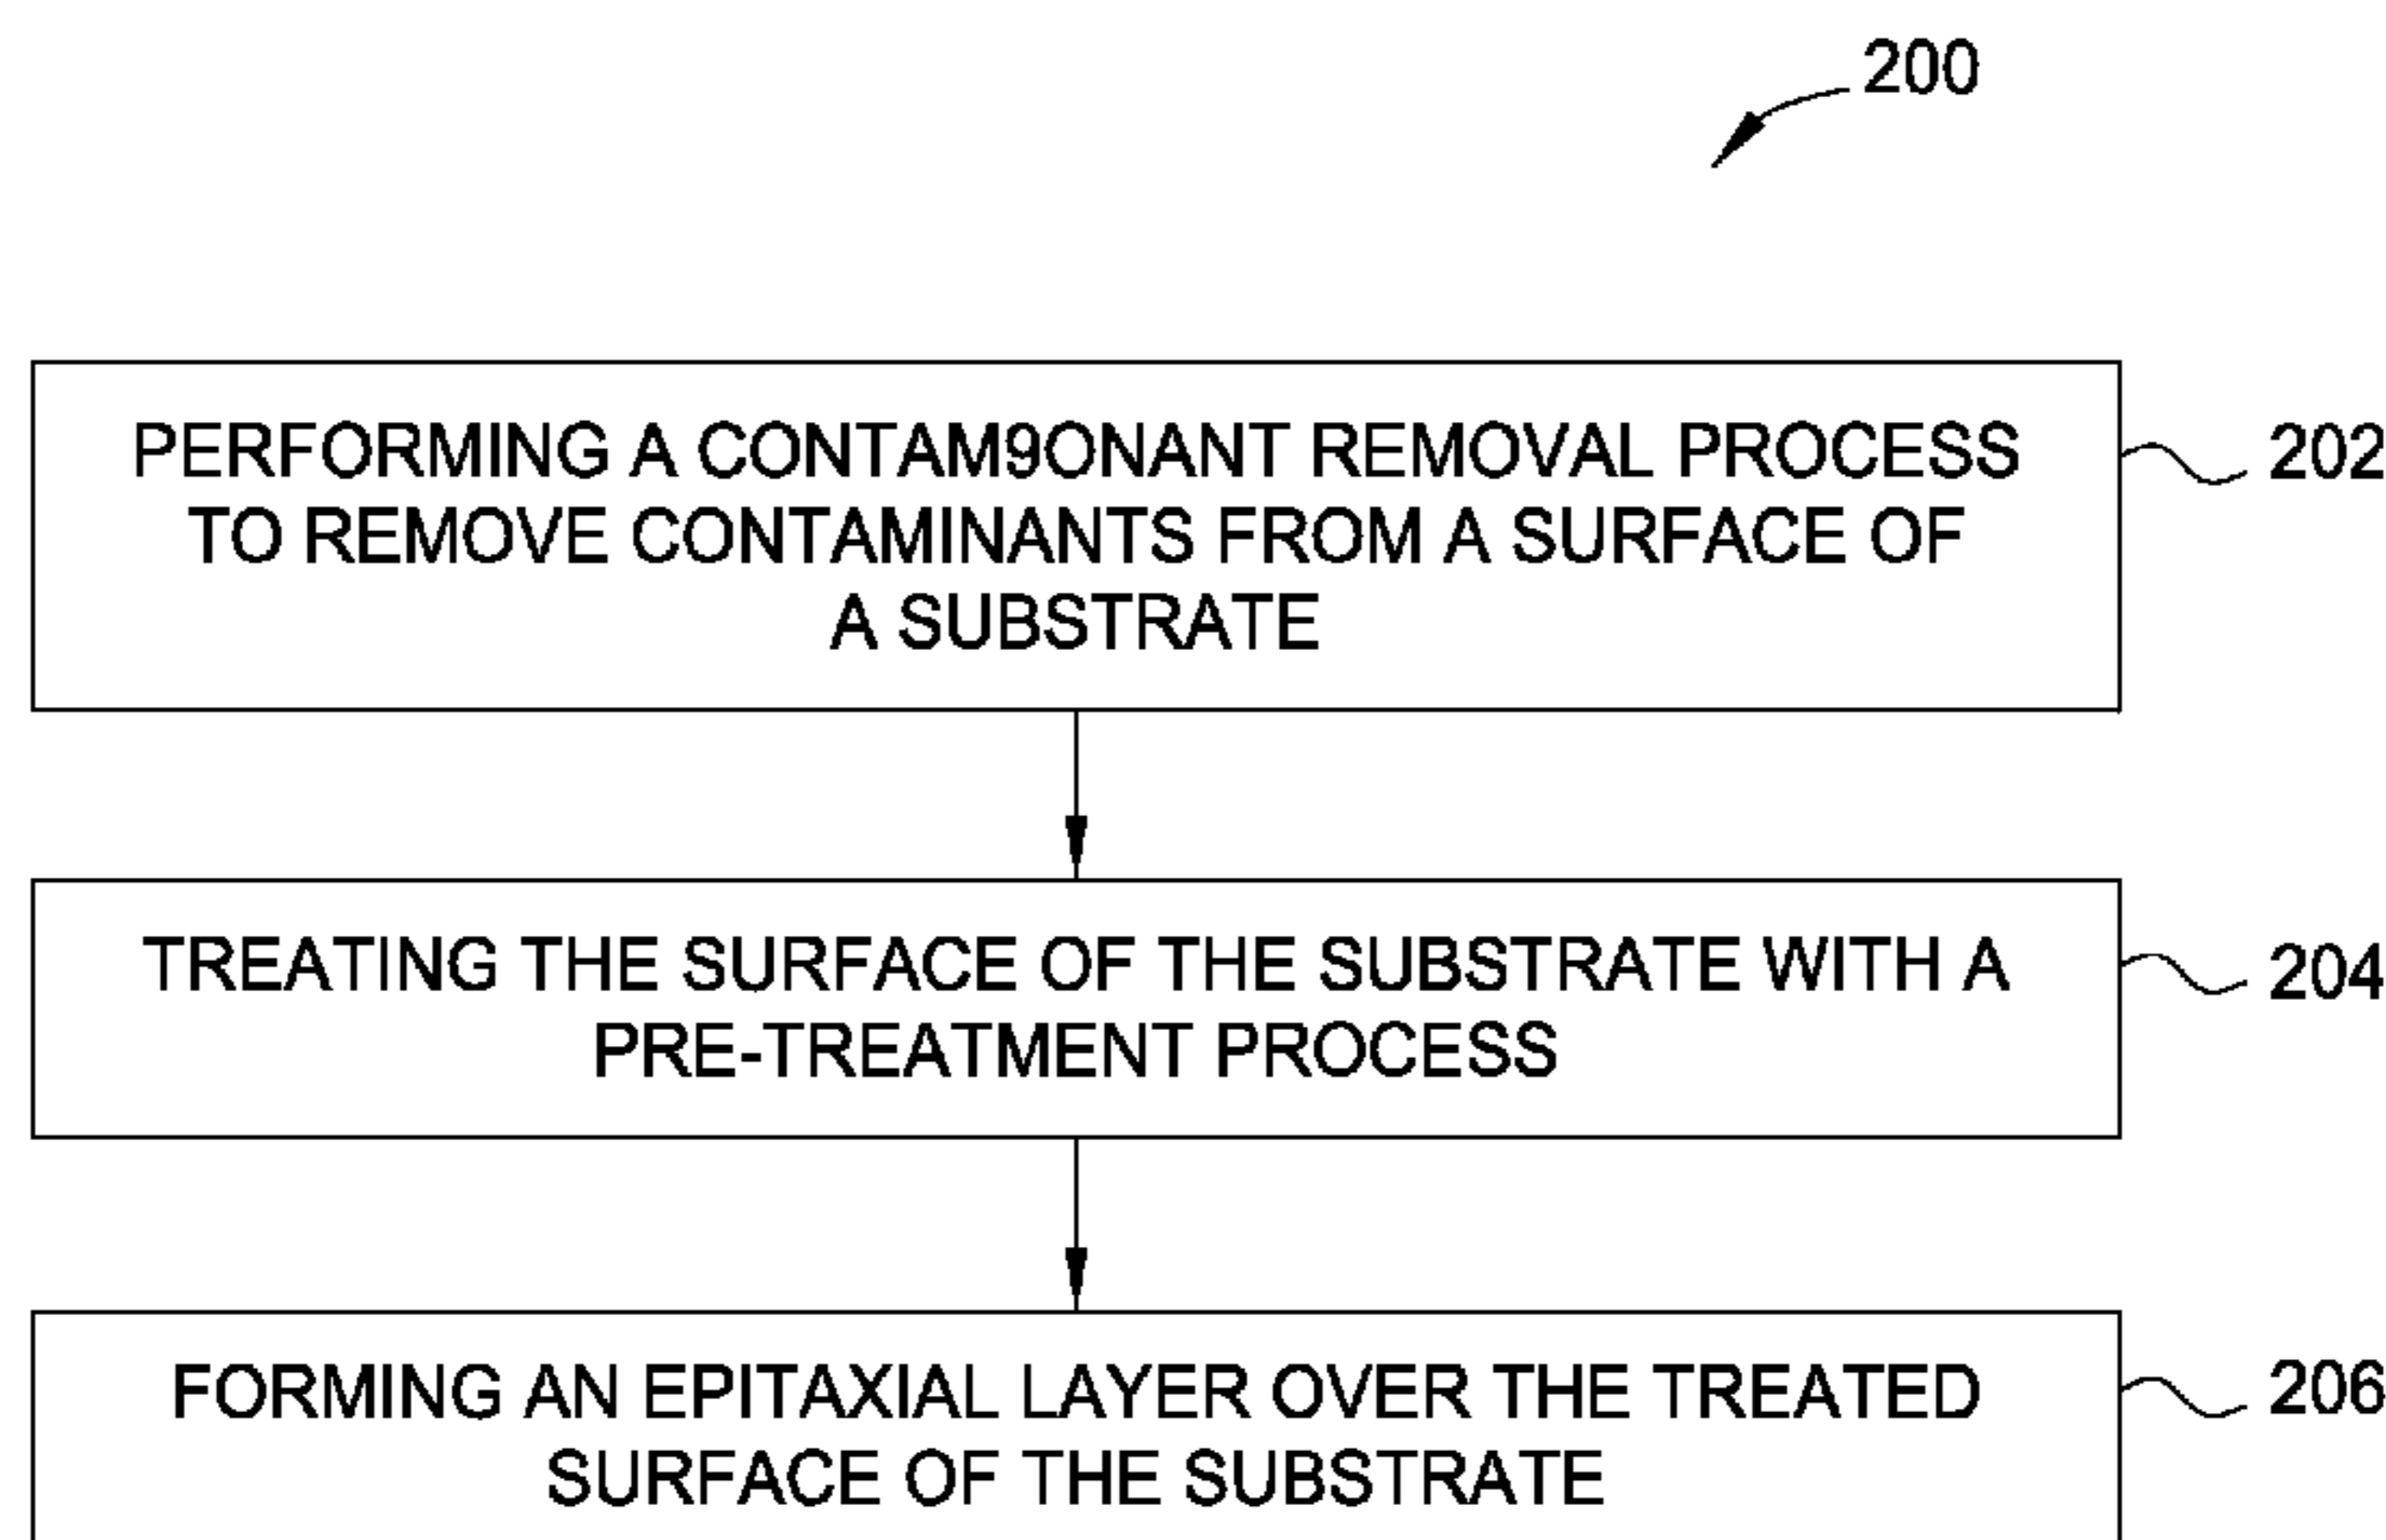 200
PERFORMING A CONTAM9ONANT REMOVAL PROCESS
TO REMOVE CONTAMINANTS FROM A SURFACE OF
A SUBSTRATE
202
TREATING THE SURFACE OF THE SUBSTRATE WITH A
PRE-TREATMENT PROCESS
204
FORMING AN EPITAXIAL LAYER OVER THE TREATED
SURFACE OF THE SUBSTRATE
206